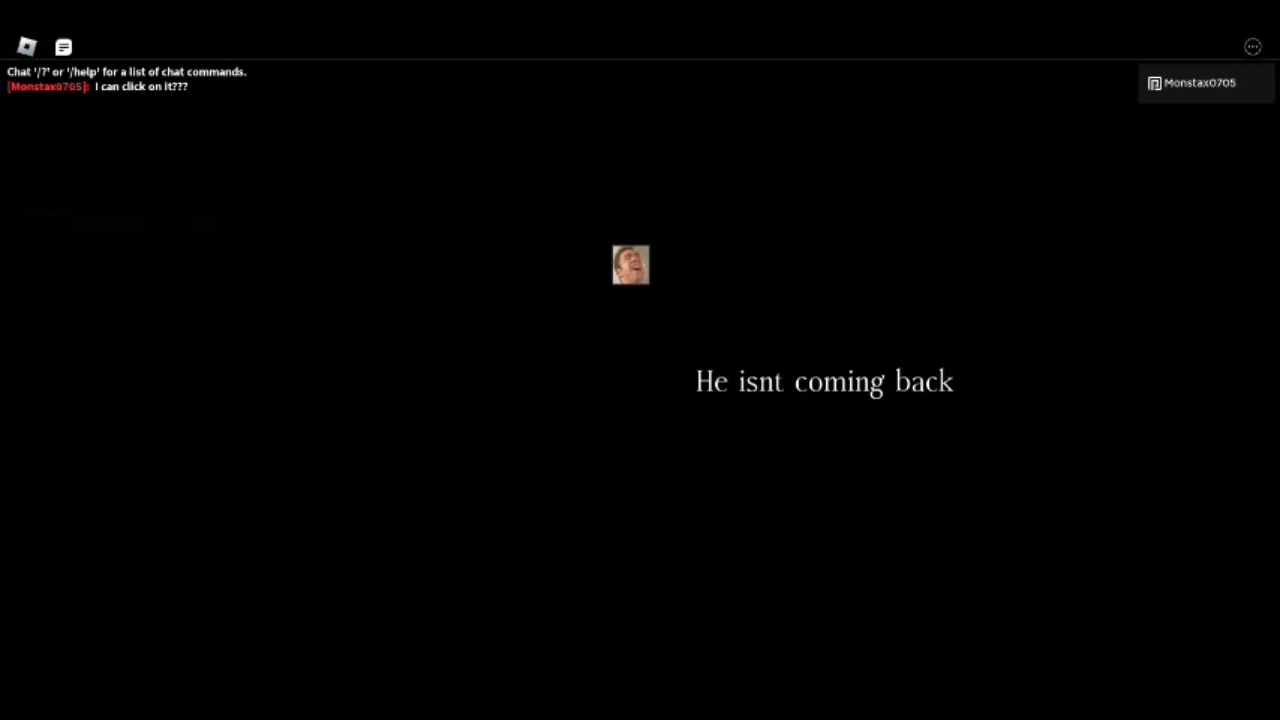 Chat '/?' or '/help' for a list of chat commands.
[Monstax0705]: I can click on it???
Monstax0705
He isnt coming back